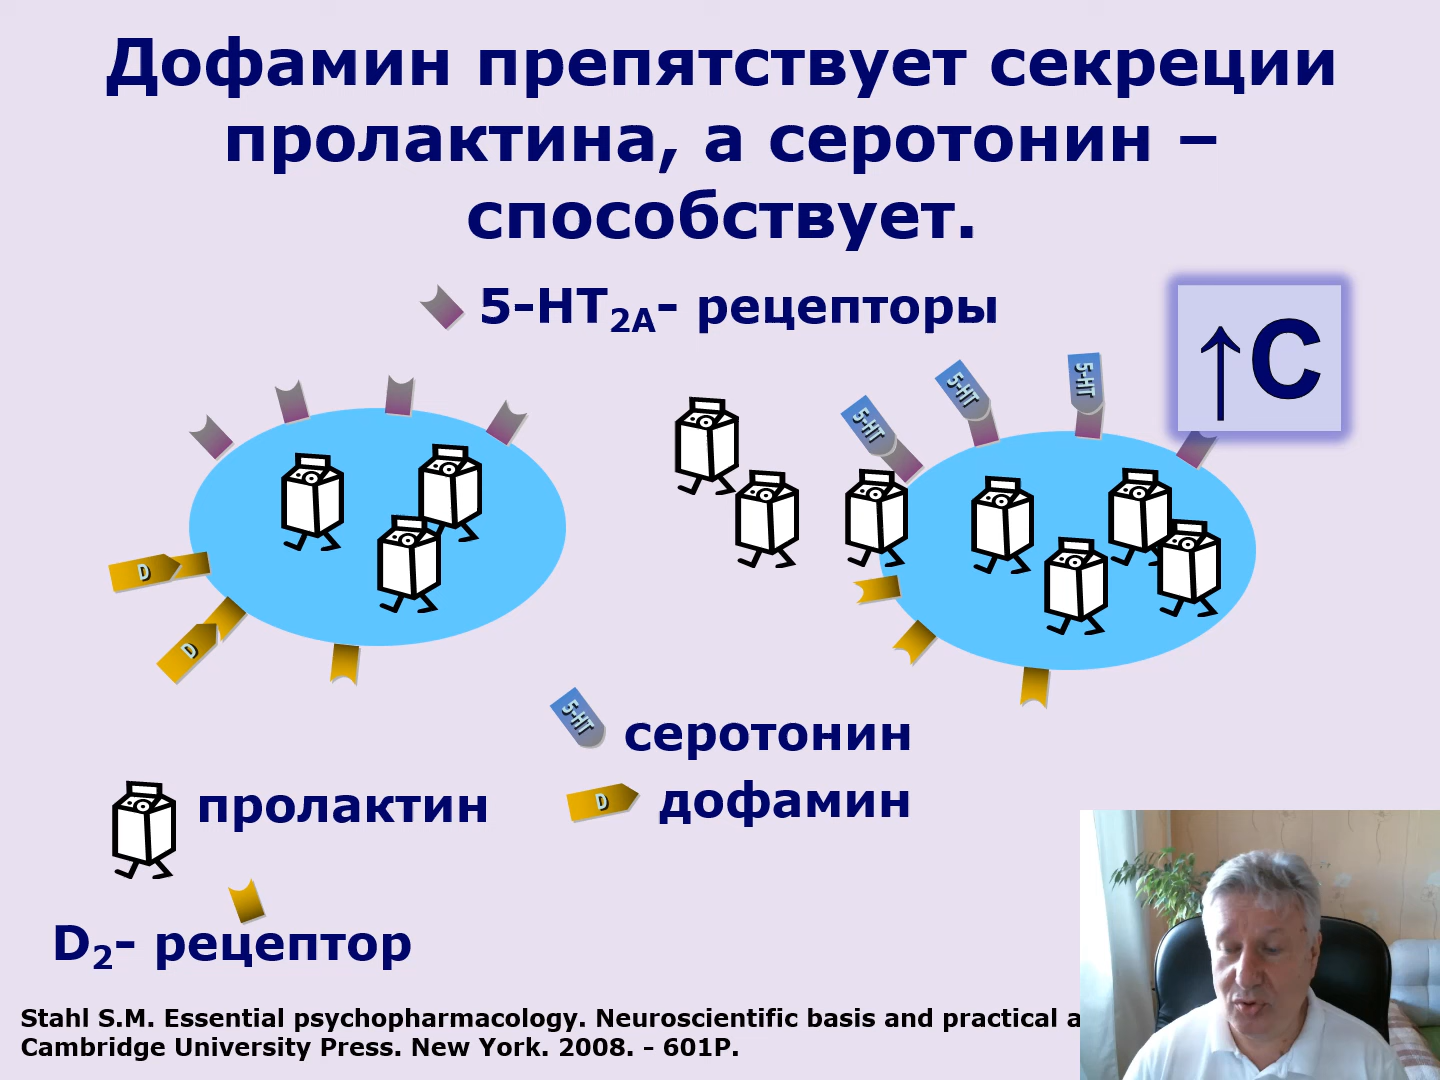 Дофамин препятствует секреции
пролактина, а серотонин –
способствует.
5-HT2A- рецепторы
↑С
5-HT
5-HT
5-HT
D
D
5-HT
серотонин
D
дофамин
пролактин
D2- рецептор
Stahl S.M. Essential psychopharmacology. Neuroscientific basis and practical a
Cambridge University Press. New York. 2008. – 601P.